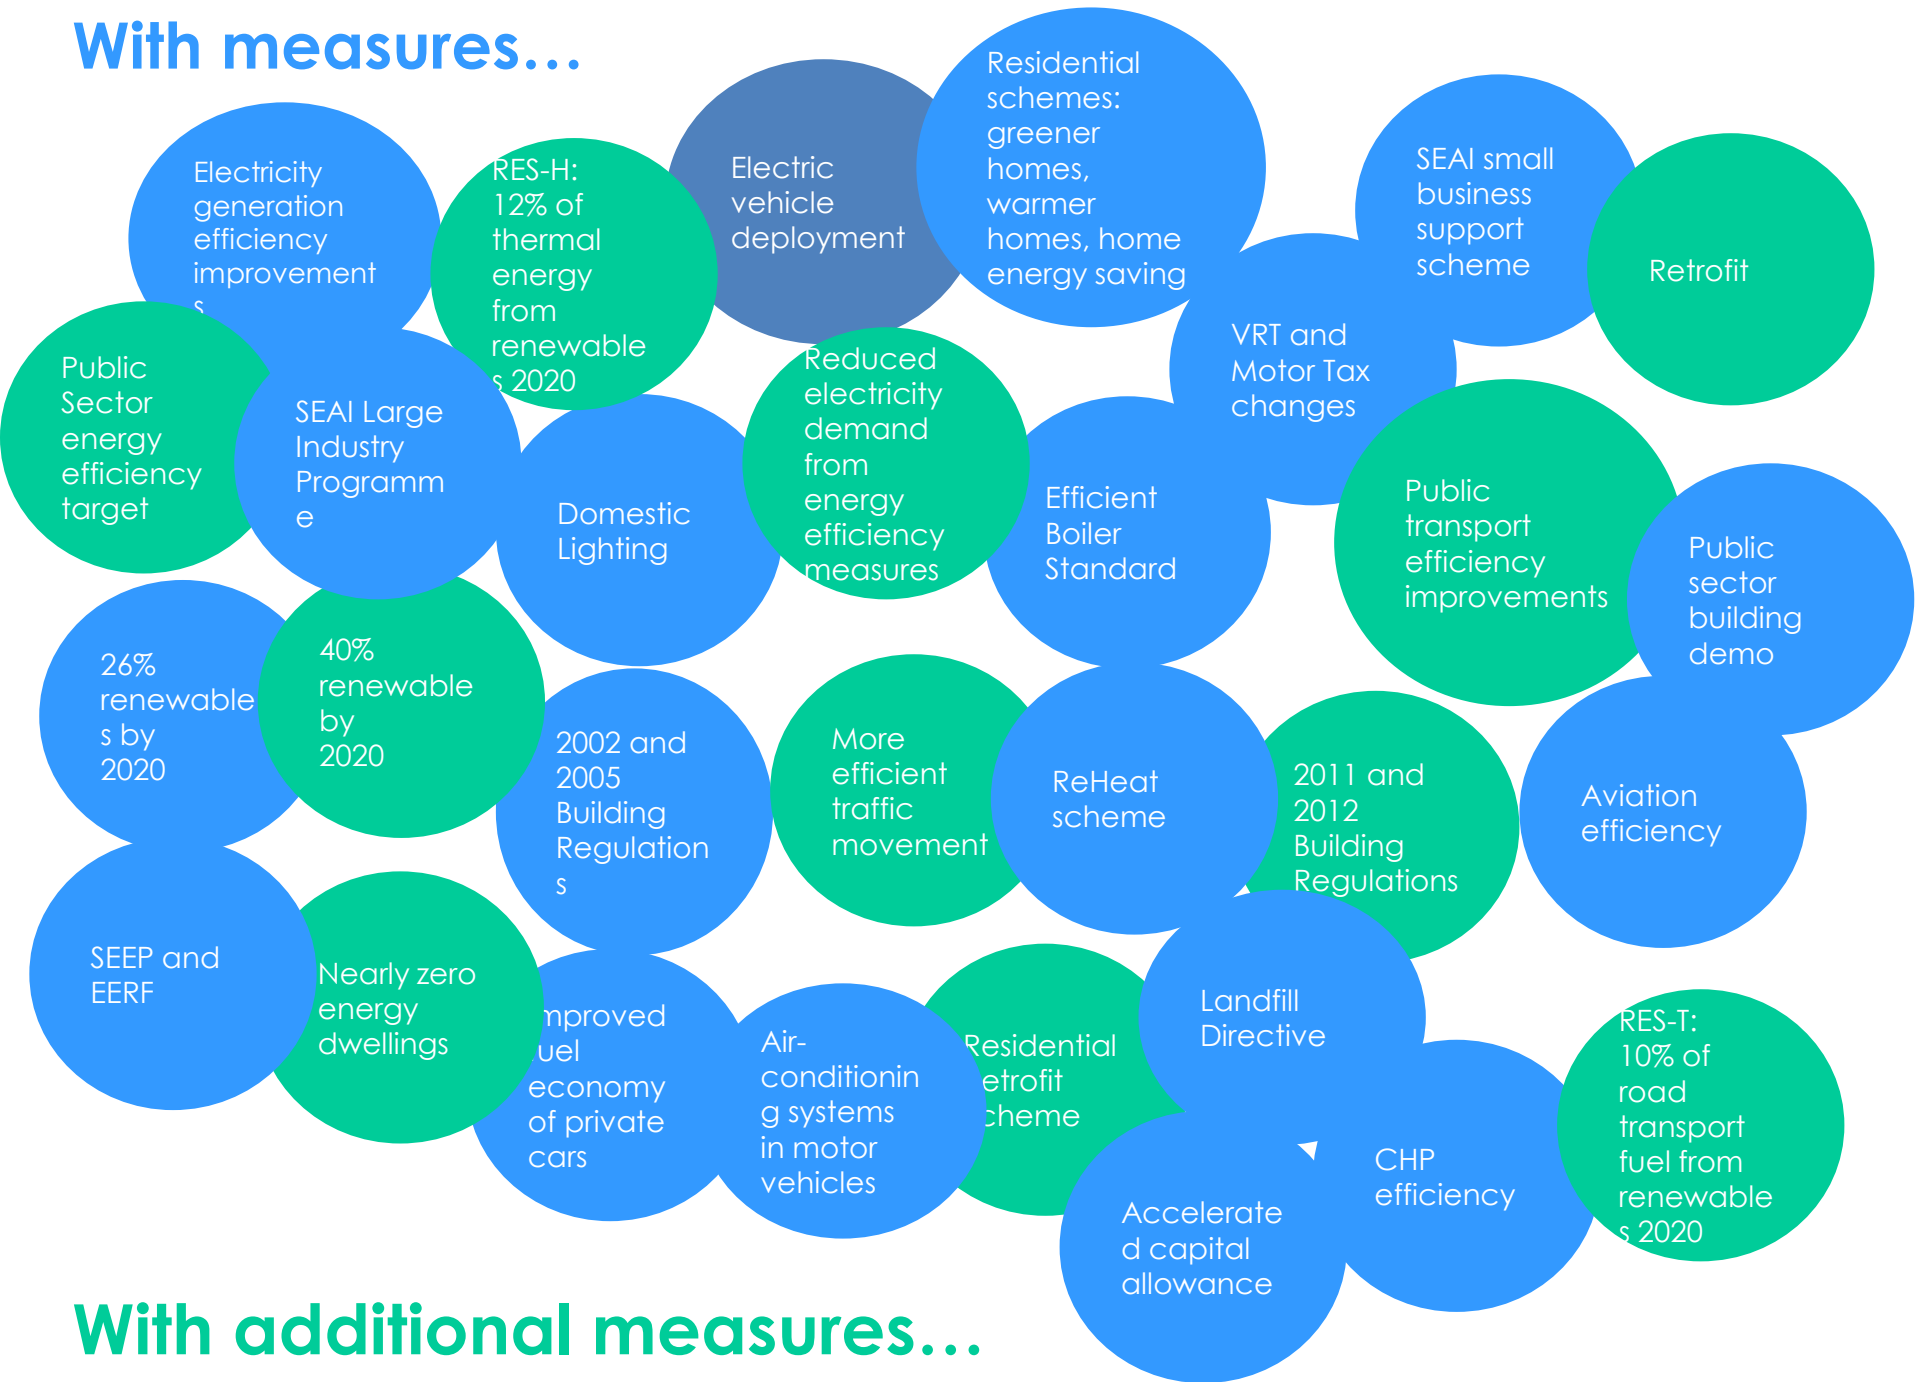 With measures…
Electricity
generation
efficiency
improvement
s
RES-H:
12% of
thermal
energy
from
renewable
s 2020
Electric
vehicle
deployment
Residential
schemes:
greener
homes,
warmer
homes, home
energy saving
SEAI small
business
support
scheme
Retrofit
Public
Sector
energy
efficiency
target
SEAI Large
Industry
Programm
e
Domestic
Lighting
Reduced
electricity
demand
from
energy
efficiency
measures
Efficient
Boiler
Standard
VRT and
Motor Tax
changes
Public
transport
efficiency
improvements
Public
sector
building
demo
26%
renewable
s by
2020
40%
renewable
by
2020
2002 and
2005
Building
Regulation
s
More
efficient
traffic
movement
ReHeat
scheme
2011 and
2012
Building
Regulations
Aviation
efficiency
SEEP and
EERF
Nearly zero
energy
dwellings
mproved
uel
economy
of private
cars
Air-
conditionin
g systems
in motor
vehicles
Residential
etrofit
cheme
Landfill
Directive
Accelerate
d capital
allowance
CHP
efficiency
RES-T:
10% of
road
transport
fuel from
renewable
s 2020
With additional measures…